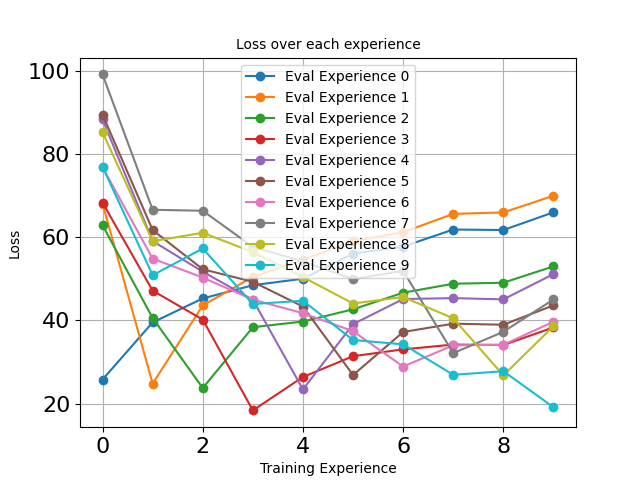 Loss over each experience
100
80
60
40
20
Loss
Eval Experience 0
Eval Experience 1
Eval Experience 2
Eval Experience 3
Eval Experience 4
Eval Experience 5
Eval Experience 6
Eval Experience 7
Eval Experience 8
Eval Experience 9
0 2 4 6 8
Training Experience